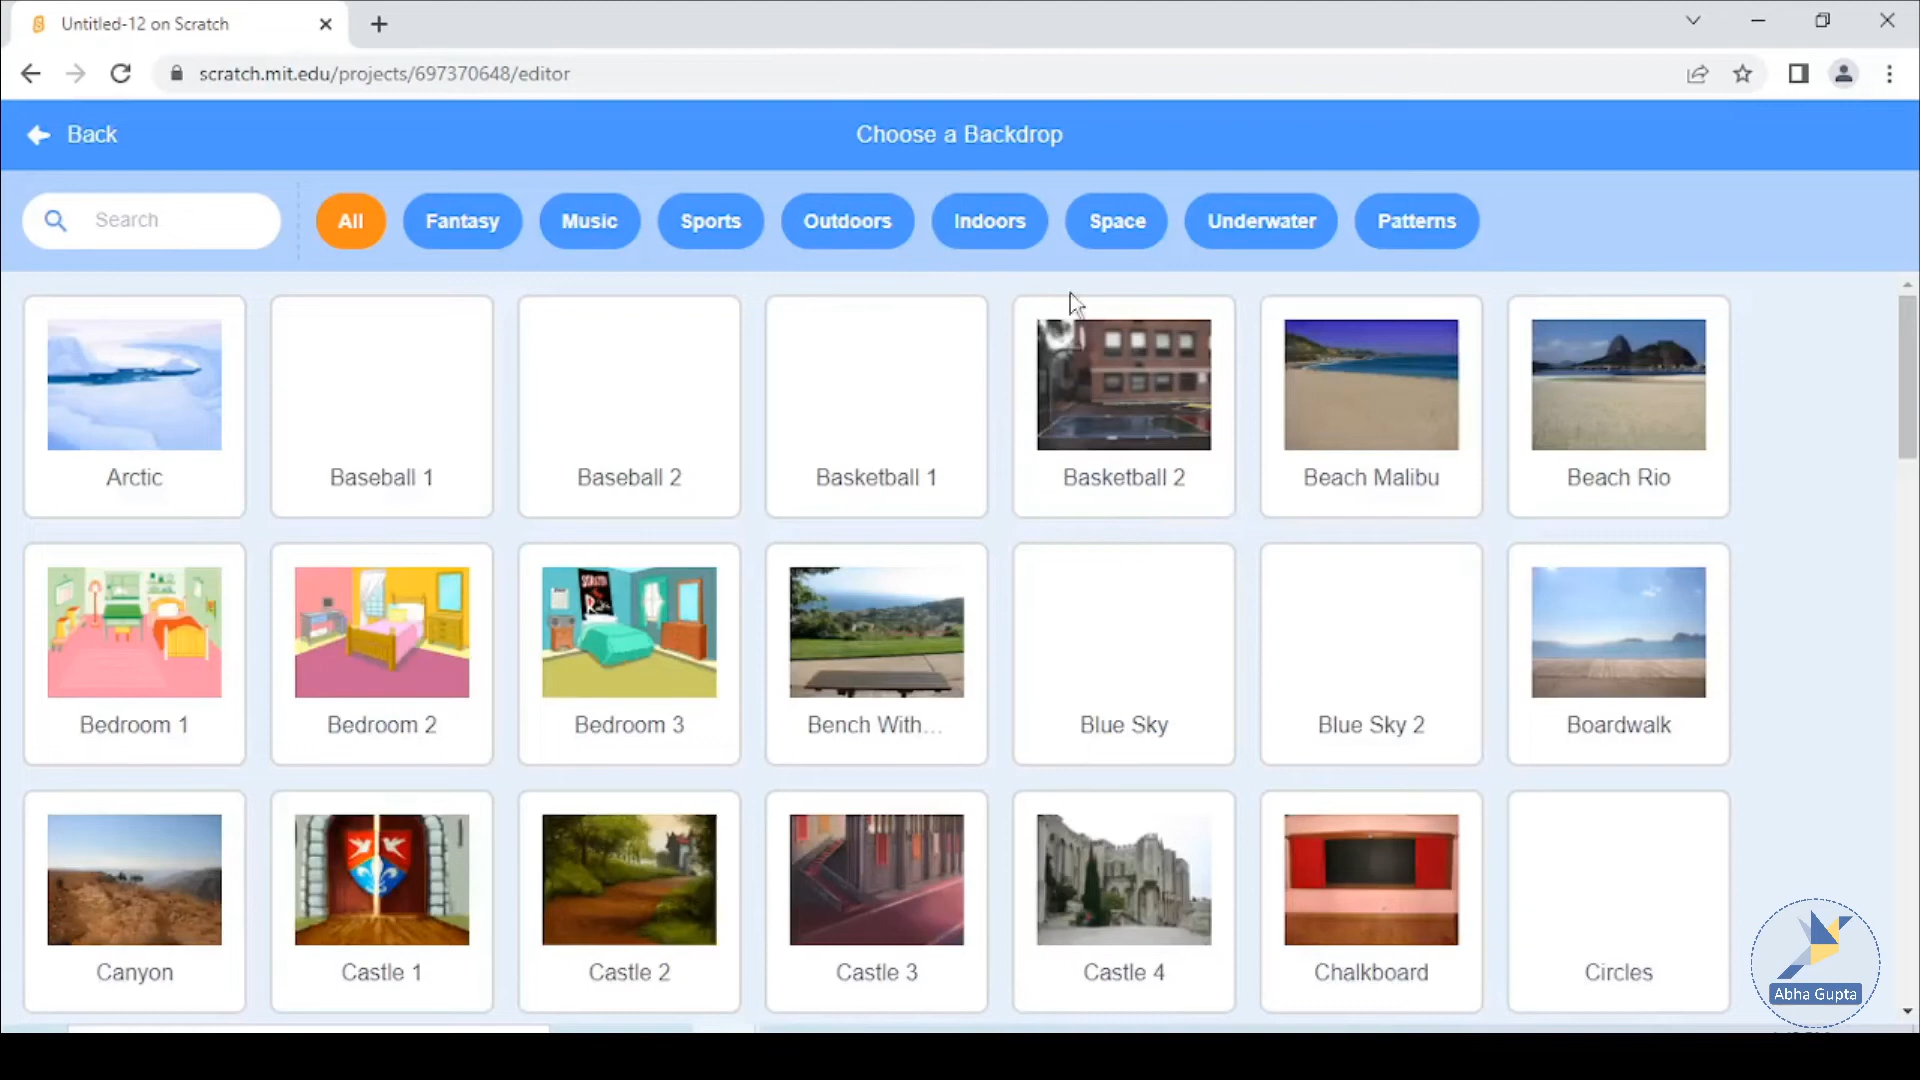 Untitled-12 on Scratch
scratch.mit.edu/projects/697370648/editor
Back
Choose a Backdrop
Search
All
Fantasy
Music
Sports
Outdoors
Indoors
Space
Underwater
Patterns
Arctic
Baseball 1
Baseball 2
Basketball 1
Basketball 2
Beach Malibu
Beach Rio
Bedroom 1
Bedroom 2
Bedroom 3
Bench With...
Blue Sky
Blue Sky 2
Boardwalk
Canyon
Castle 1
Castle 2
Castle 3
Castle 4
Chalkboard
Circles
Abha Gupta